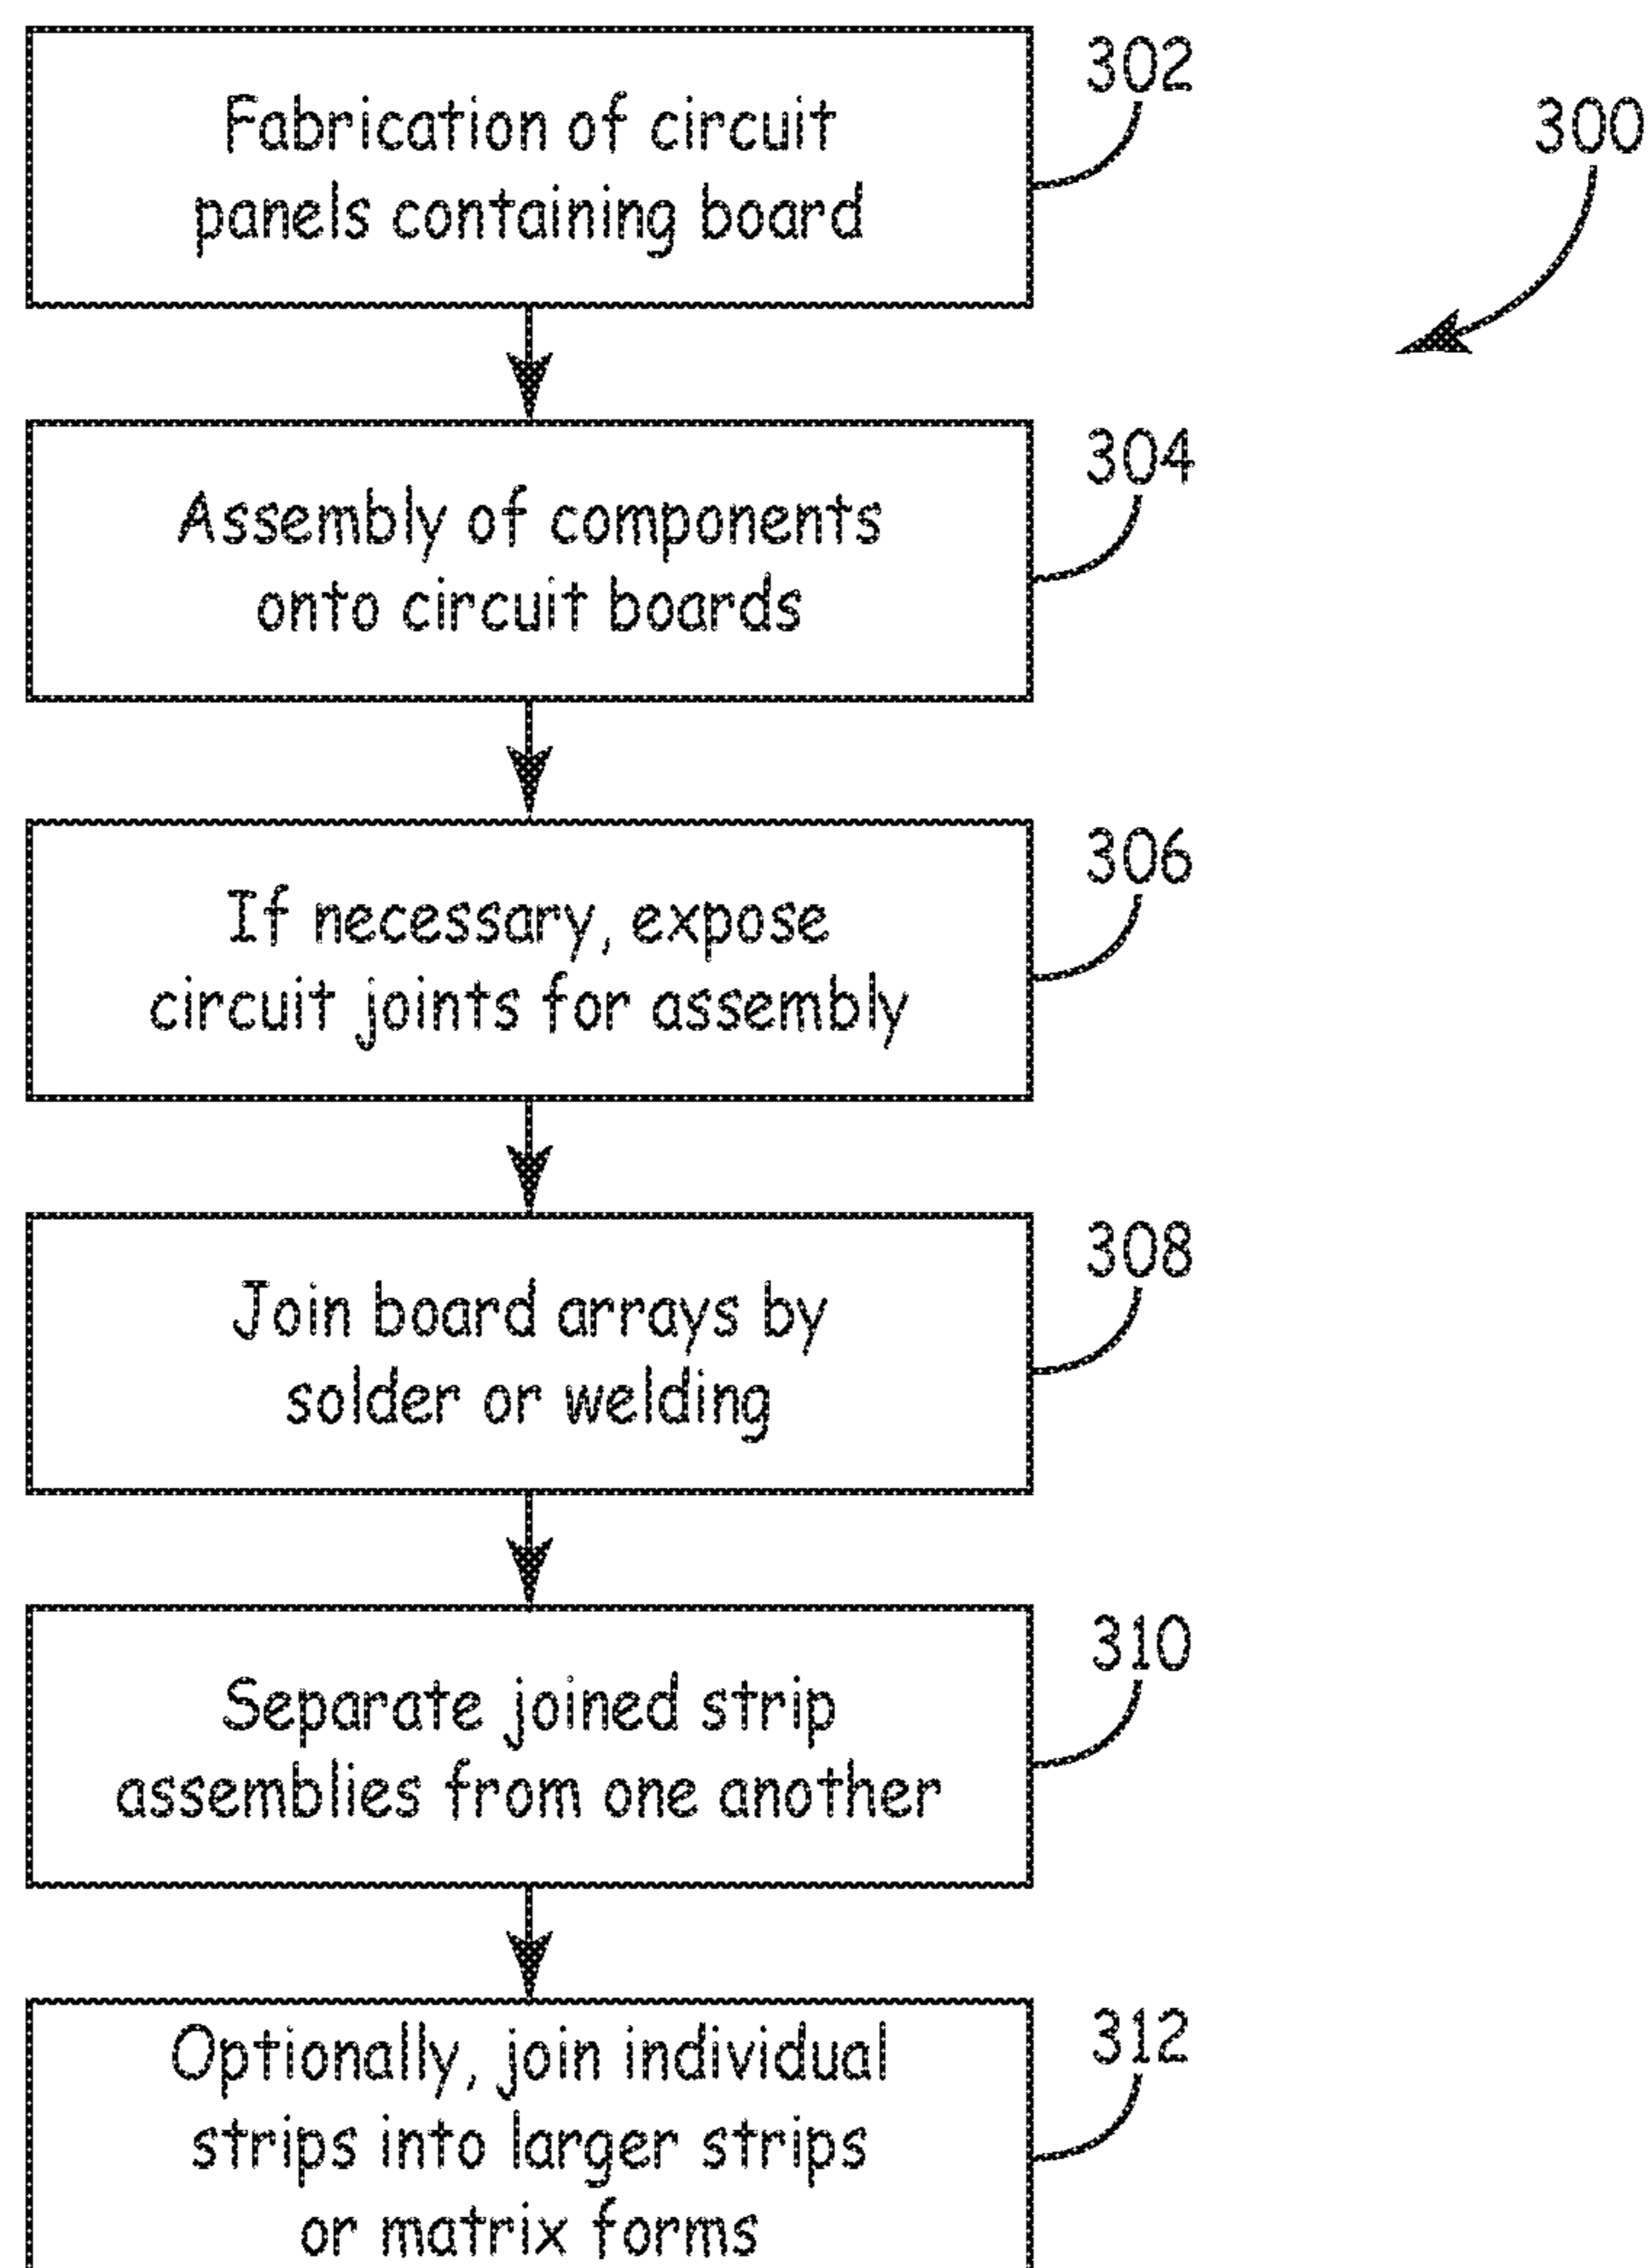 Fabrication of circuit
panels containing board
302
300
Assembly of components
onto circuit boards
304
If necessary, expose
circuit joints for assembly
306
Join board arrays by
solder or welding
308
Separate joined strip
assemblies from one another
310
Optionally, join individual
strips into larger strips
or matrix forms
312